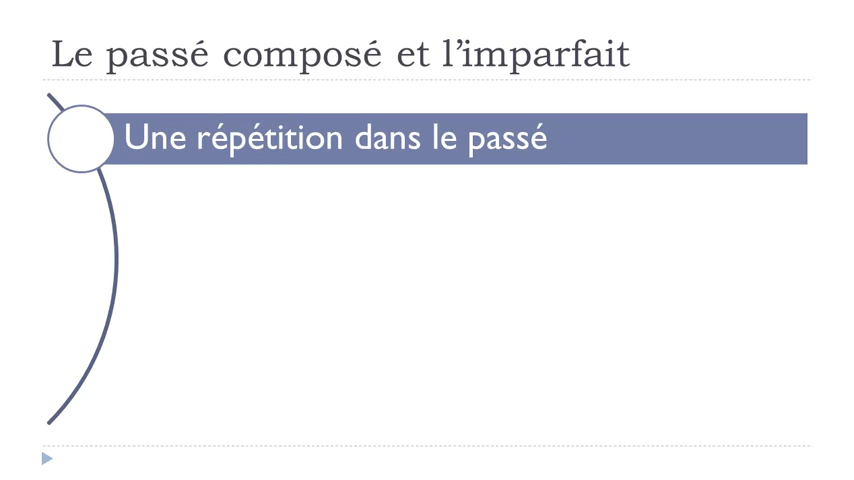 Le passé composé et l’imparfait
Une répétition dans le passé